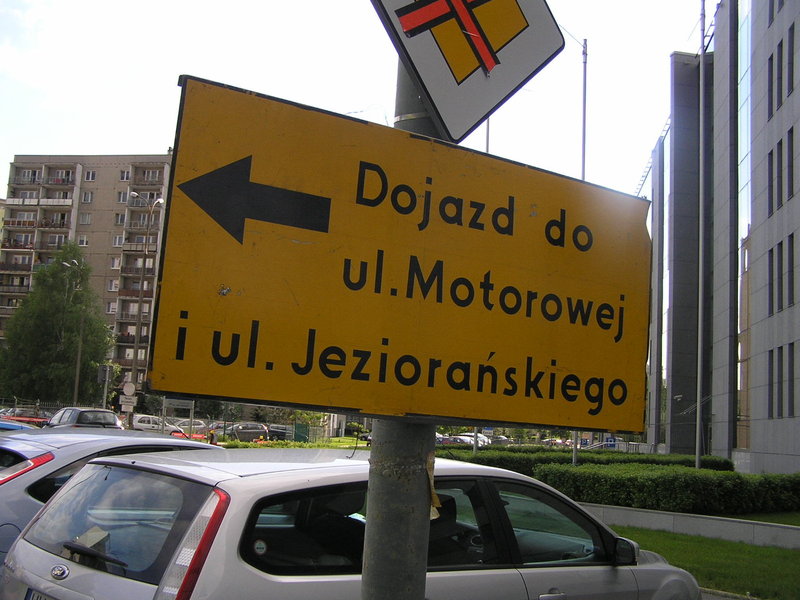 Dojazd do
ul. Motorowej
i ul. Jeziorańskiego